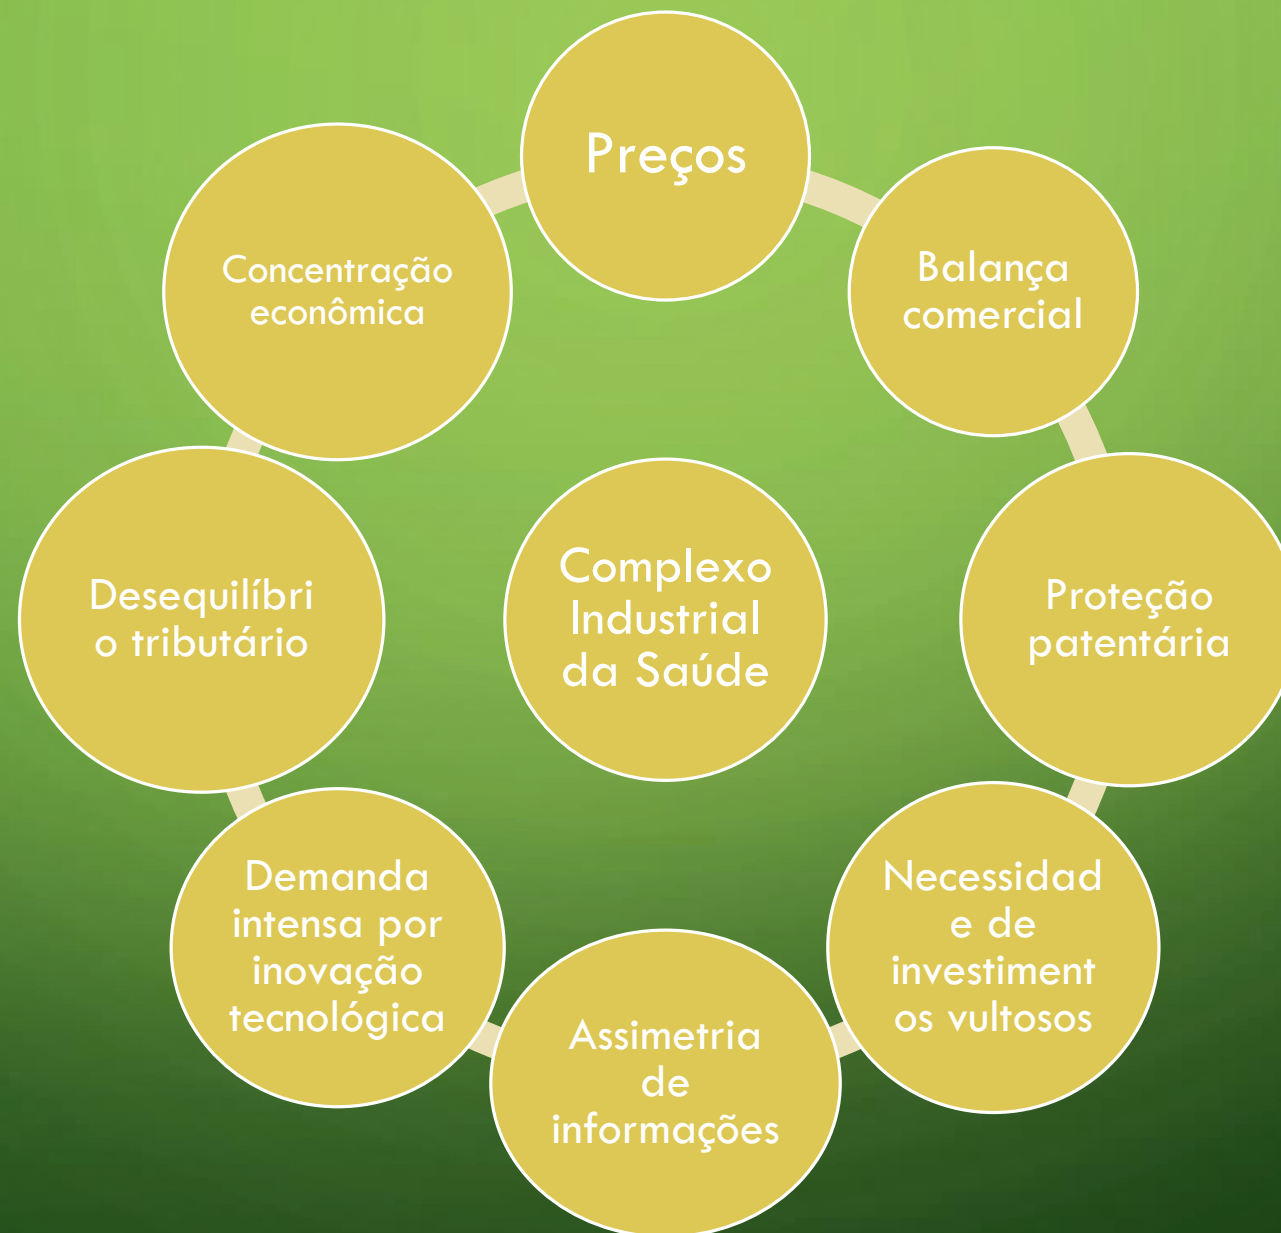 Preços
Balança
comercial
Proteção
patentária
Necessidad
e de
investiment
os vultosos
Assimetria
de
informações
Demanda
intensa por
inovação
tecnológica
Desequilíbri
o tributário
Concentração
econômica
Complexo
Industrial
da Saúde